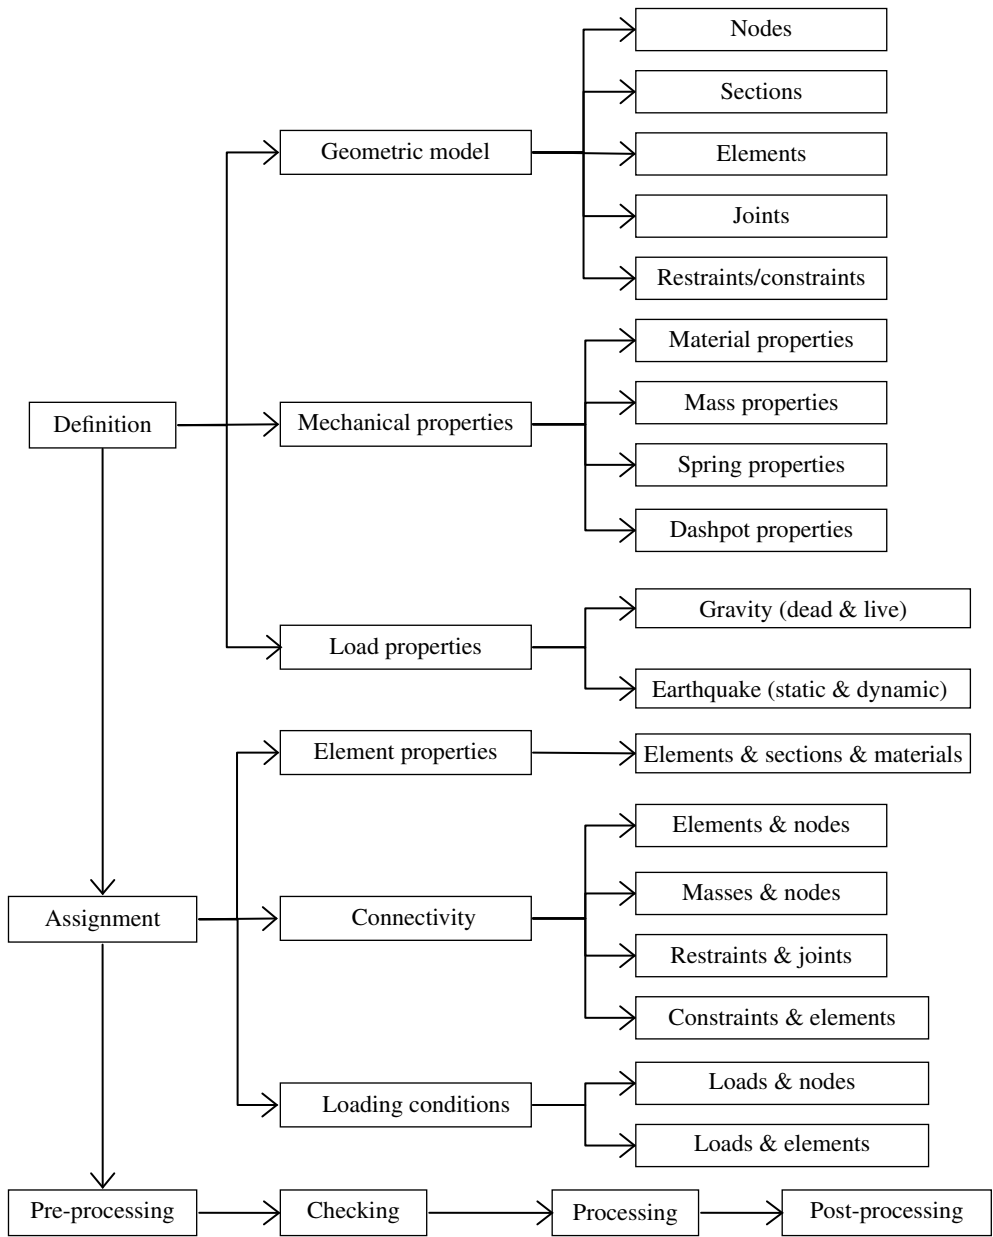 Nodes
Sections
Geometric model
Elements
Joints
Restraints/constraints
Material properties
Mass properties
Definition
Mechanical properties
Spring properties
Dashpot properties
Gravity (dead & live)
Load properties
Earthquake (static & dynamic)
Element properties
Elements & sections & materials
Elements & nodes
Masses & nodes
Assignment
Connectivity
Restraints & joints
Constraints & elements
Loads & nodes
Loading conditions
Loads & elements
Pre-processing
Checking
Processing
Post-processing